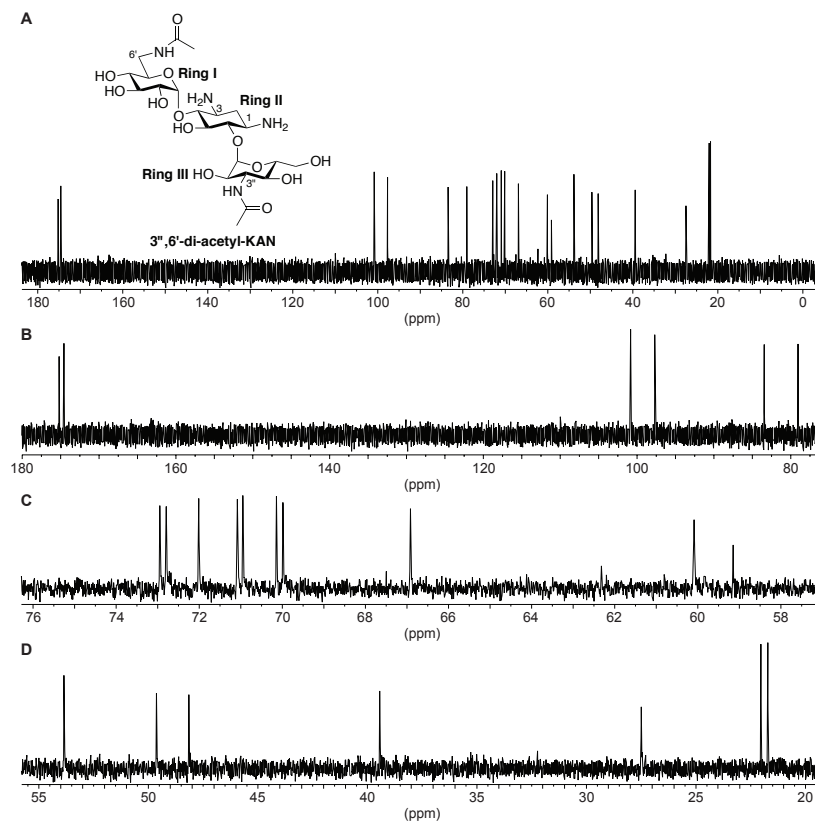 A
O
6'
NH
O
Ring I
HO
HO
HO
H₂N
3
Ring II
1
NH₂
O
HO
O
O
OH
Ring III
HO
3"
OH
HN
O
3",6'-di-acetyl-KAN
180 160 140 120 100 80 60 40 20 0
(ppm)
B
180 160 140 120 100 80
(ppm)
C
76 74 72 70 68 66 64 62 60 58
(ppm)
D
55 50 45 40 35 30 25 20
(ppm)